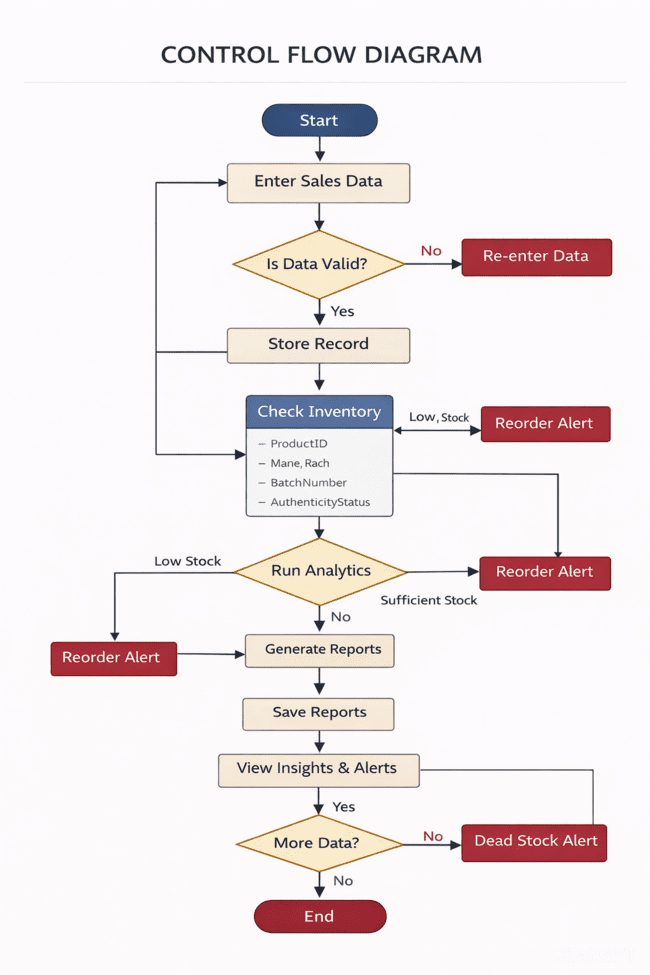 CONTROL FLOW DIAGRAM
Start
Enter Sales Data
Is Data Valid?
No
Re-enter Data
Yes
Store Record
Check Inventory
– ProductID
– Mane, Rach
– BatchNumber
– AuthenticityStatus
Low, Stock
Reorder Alert
Low Stock
Run Analytics
Reorder Alert
Sufficient Stock
No
Reorder Alert
Generate Reports
Save Reports
View Insights & Alerts
Yes
More Data?
No
Dead Stock Alert
No
End